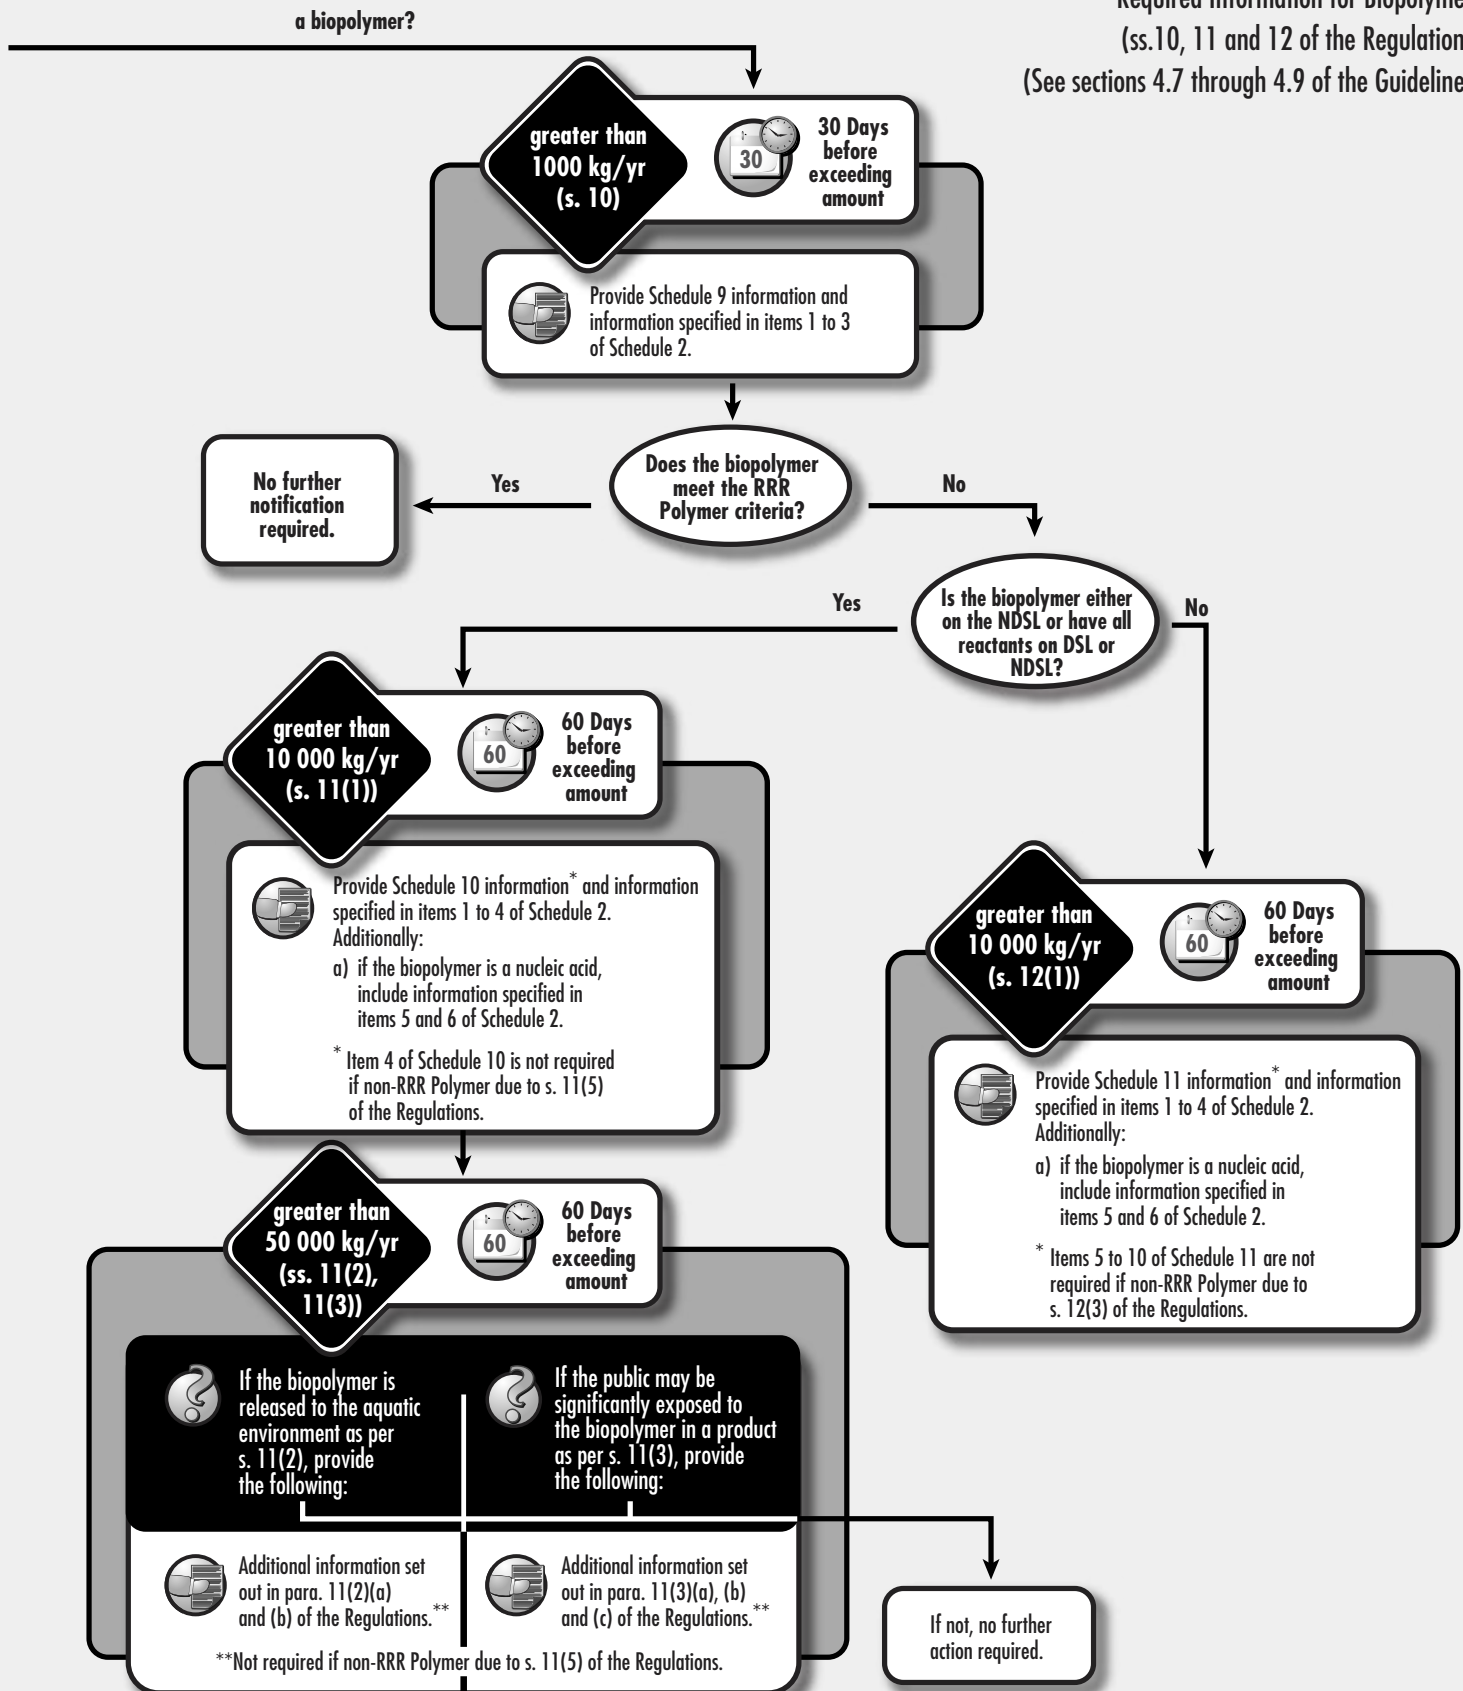 Required Information for Biopolyme
(ss.10, 11 and 12 of the Regulation
(See sections 4.7 through 4.9 of the Guideline
a biopolymer?
greater than
1000 kg/yr
(s. 10)
30
30 Days
before
exceeding
amount
Provide Schedule 9 information and
information specified in items 1 to 3
of Schedule 2.
Does the biopolymer
meet the RRR
Polymer criteria?
Yes
No
No further
notification
required.
Is the biopolymer either
on the NDSL or have all
reactants on DSL or
NDSL?
Yes
No
greater than
10 000 kg/yr
(s. 11(1))
60
60 Days
before
exceeding
amount
Provide Schedule 10 information* and information
specified in items 1 to 4 of Schedule 2.
Additionally:
a) if the biopolymer is a nucleic acid,
include information specified in
items 5 and 6 of Schedule 2.
* Item 4 of Schedule 10 is not required
if non-RRR Polymer due to s. 11(5)
of the Regulations.
greater than
10 000 kg/yr
(s. 12(1))
60
60 Days
before
exceeding
amount
Provide Schedule 11 information* and information
specified in items 1 to 4 of Schedule 2.
Additionally:
a) if the biopolymer is a nucleic acid,
include information specified in
items 5 and 6 of Schedule 2.
* Items 5 to 10 of Schedule 11 are not
required if non-RRR Polymer due to
s. 12(3) of the Regulations.
greater than
50 000 kg/yr
(ss. 11(2),
11(3))
60
60 Days
before
exceeding
amount
?
If the biopolymer is
released to the aquatic
environment as per
s. 11(2), provide
the following:
?
If the public may be
significantly exposed to
the biopolymer in a product
as per s. 11(3), provide
the following:
Additional information set
out in para. 11(2)(a)
and (b) of the Regulations.**
Additional information set
out in para. 11(3)(a), (b)
and (c) of the Regulations.**
**Not required if non-RRR Polymer due to s. 11(5) of the Regulations.
If not, no further
action required.